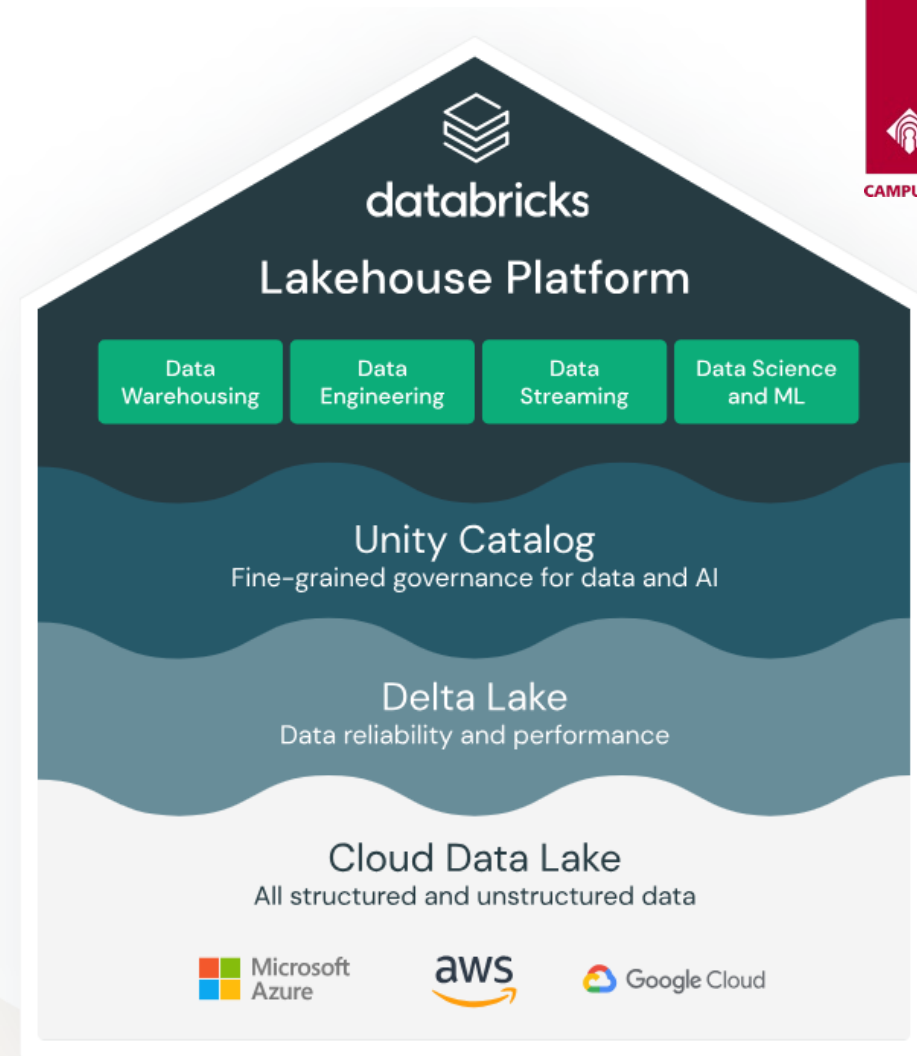 databricks
Lakehouse Platform
Data
Warehousing
Data
Engineering
Data
Streaming
Data Science
and ML
Unity Catalog
Fine-grained governance for data and AI
Delta Lake
Data reliability and performance
Cloud Data Lake
All structured and unstructured data
Microsoft
Azure
aws
Google Cloud